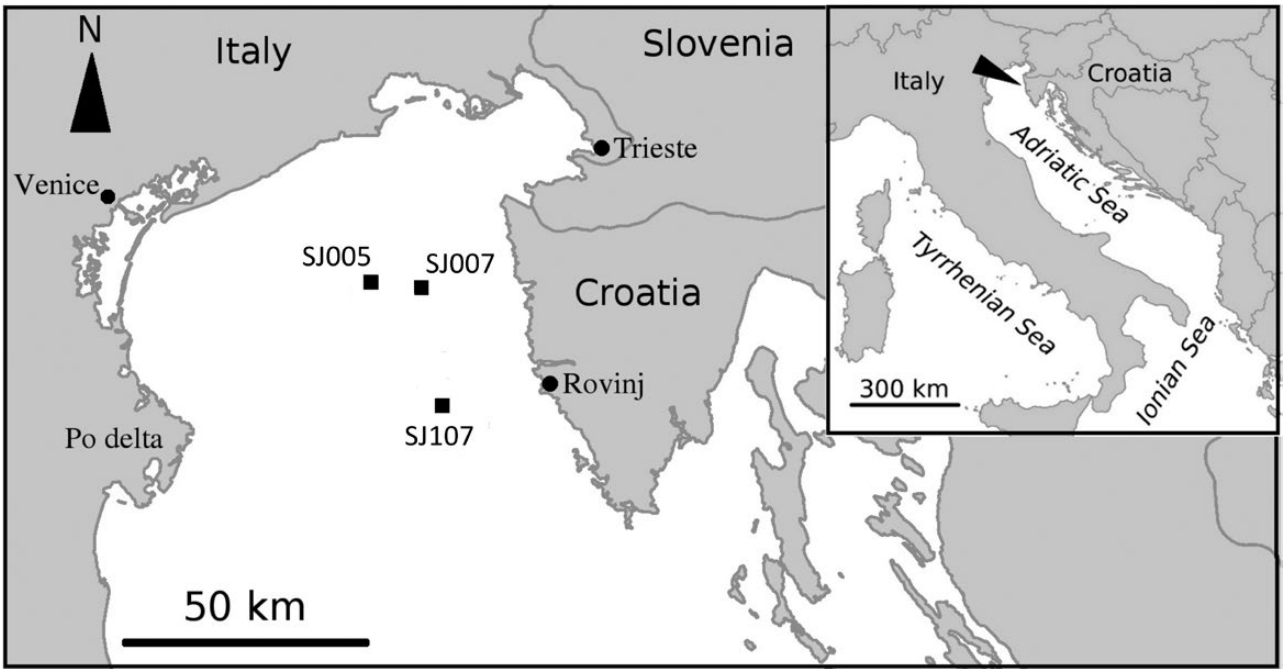 N
Italy
Slovenia
Trieste
Venice
SJ005
SJ007
Croatia
Rovinj
Po delta
SJ107
50 km
Italy
Croatia
Adriatic Sea
Tyrrhenian Sea
Ionian Sea
300 km